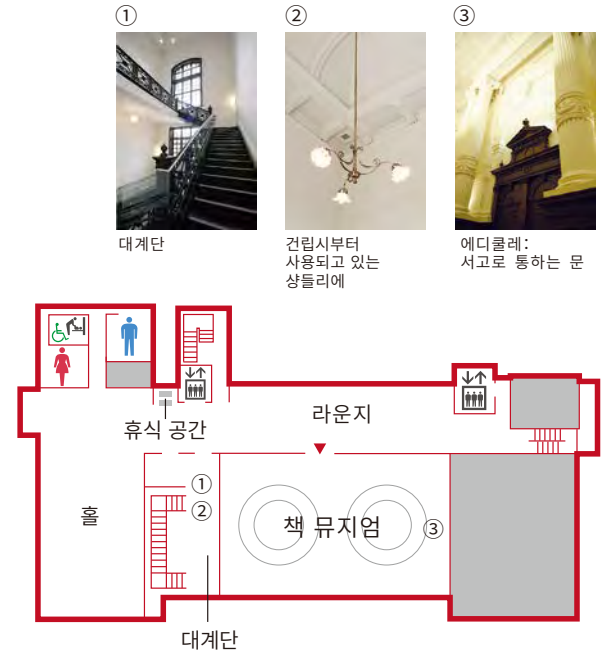 ①
②
③
대계단
건립시부터
사용되고 있는
샹들리에
에디쿨레:
서고로 통하는 문
라운지
휴식 공간
①
홀
②
책 뮤지엄
③
대계단